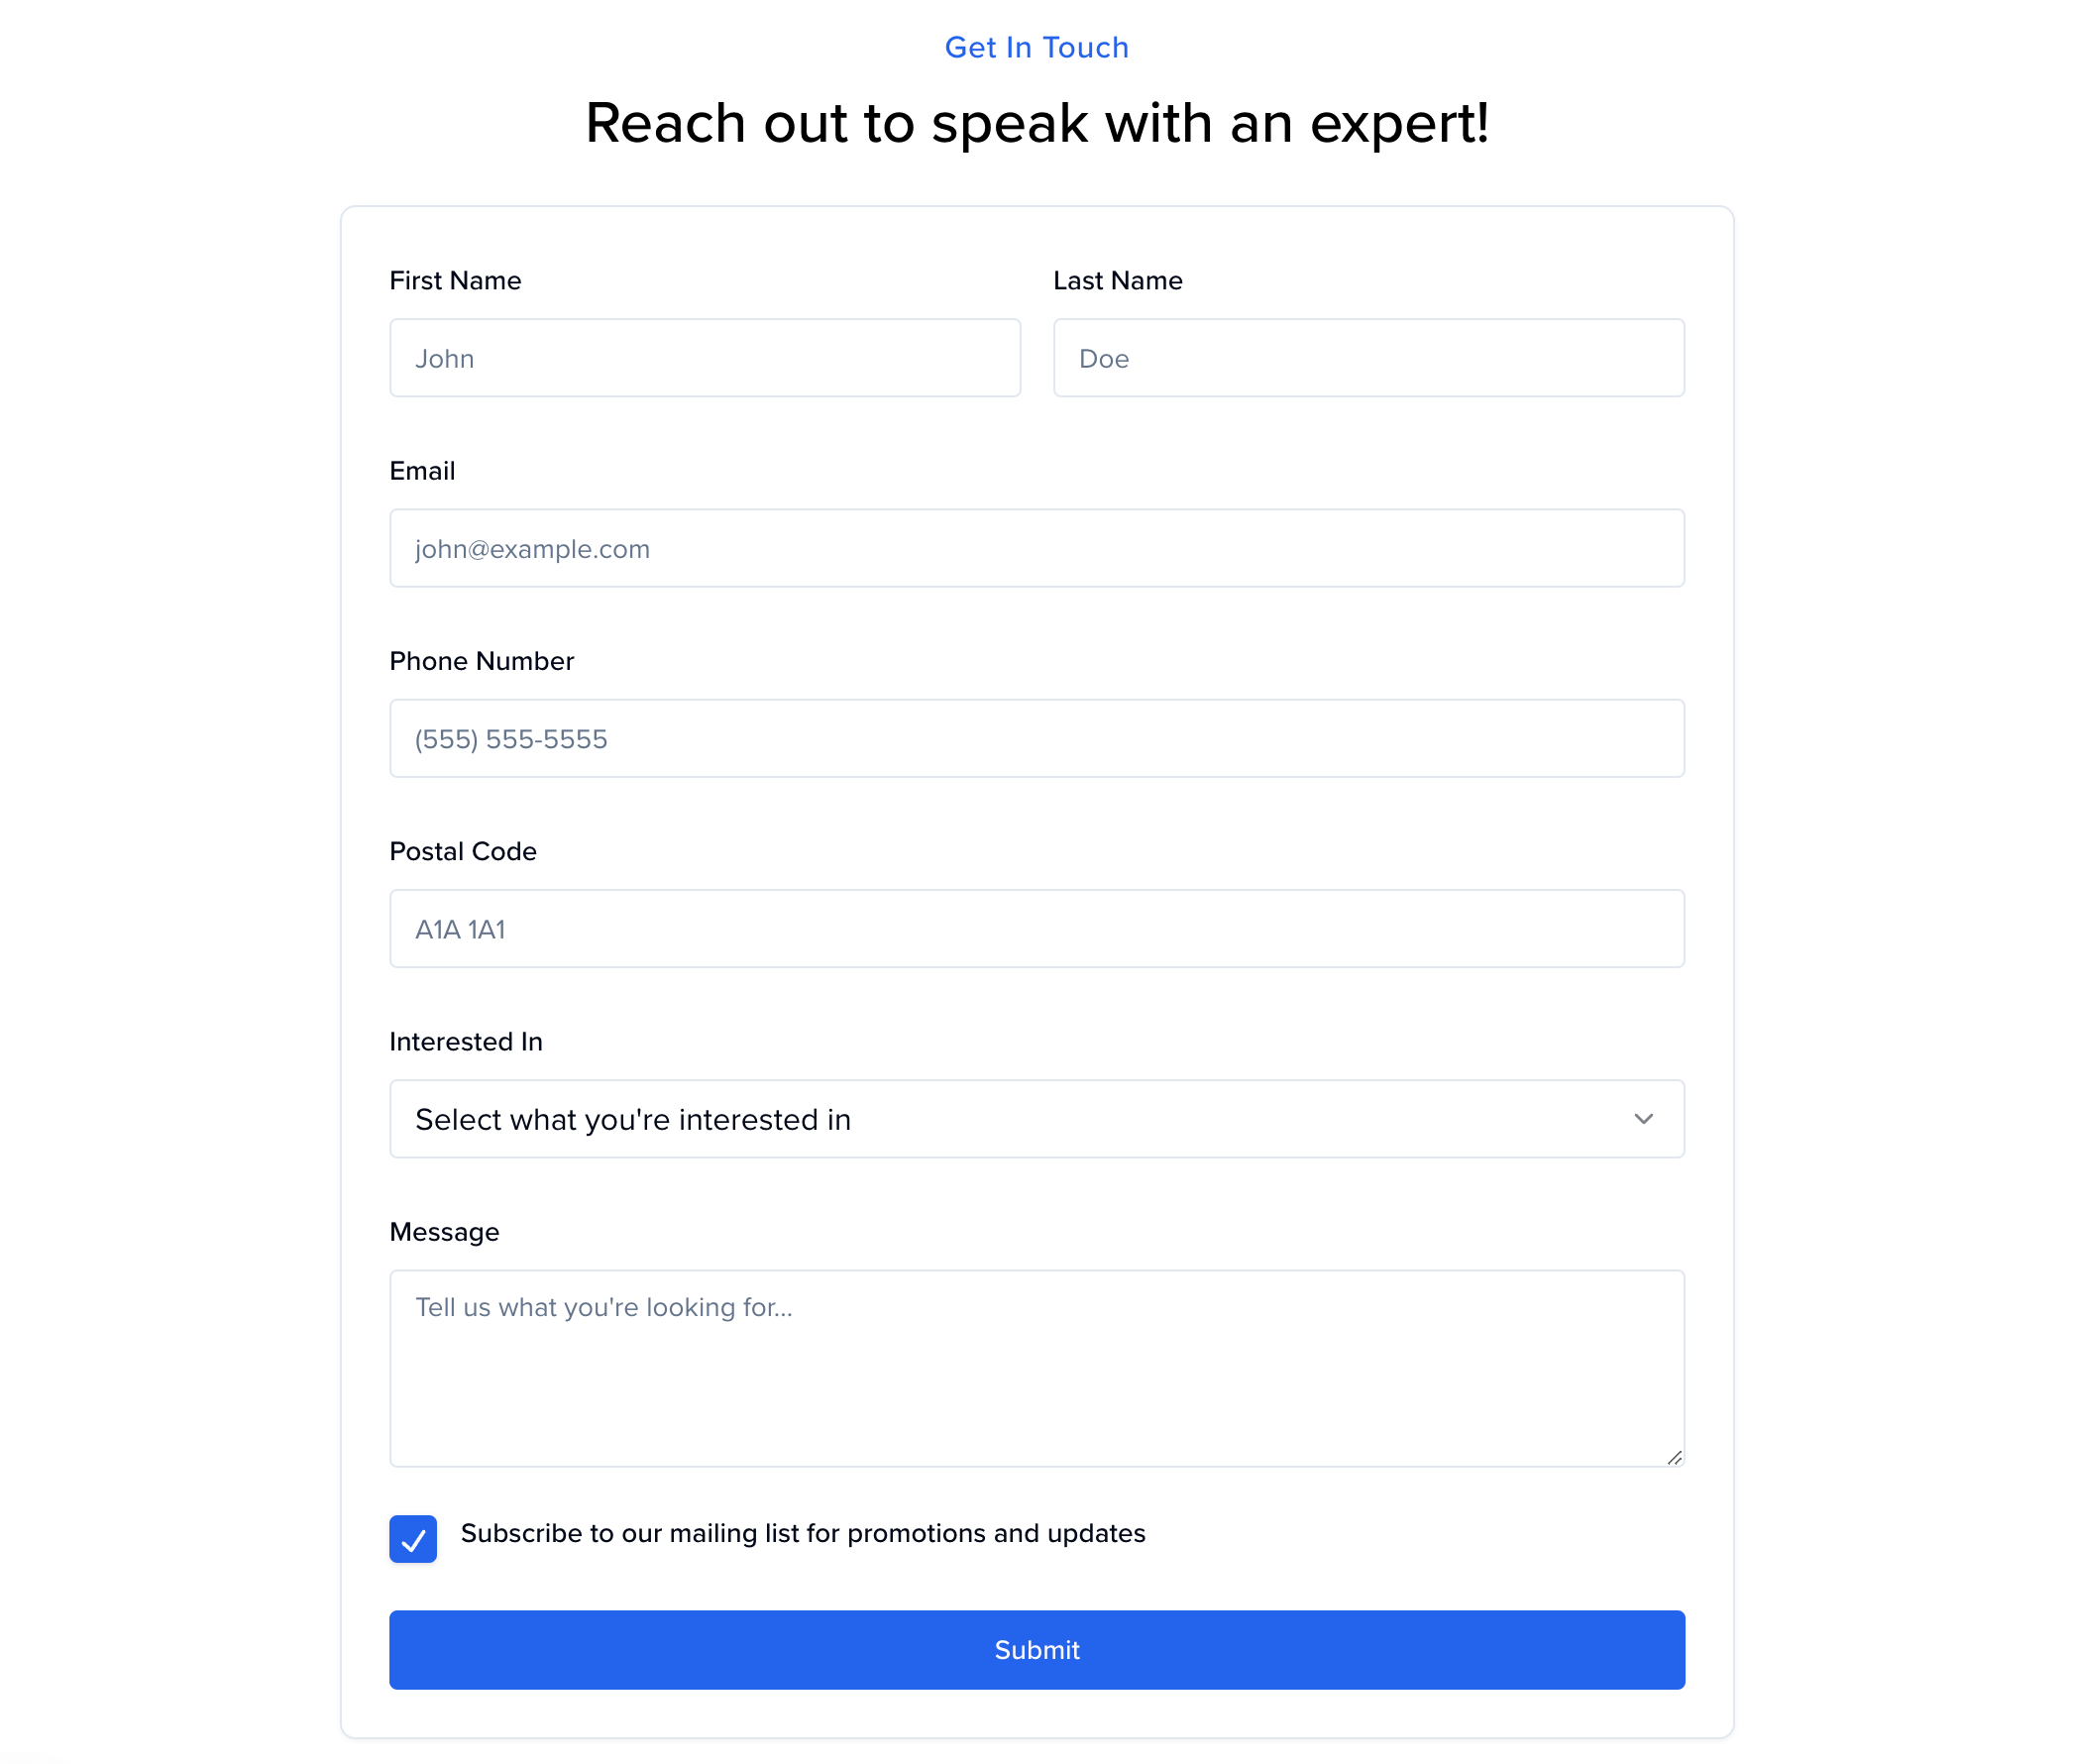 Get In Touch
Reach out to speak with an expert!
First Name
Last Name
John
Doe
Email
john@example.com
Phone Number
(555) 555-5555
Postal Code
A1A 1A1
Interested In
Select what you're interested in
Message
Tell us what you're looking for...
Subscribe to our mailing list for promotions and updates
Submit